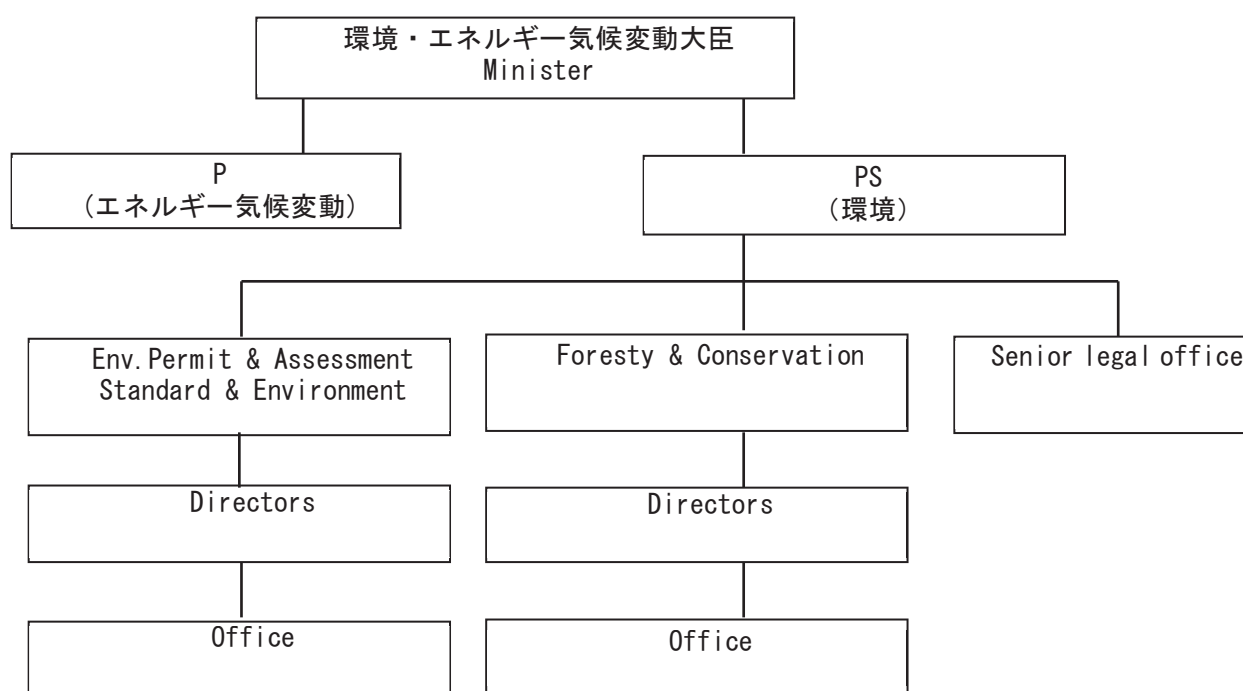 環境・エネルギー気候変動大臣
Minister
P
（エネルギー気候変動）
PS
（環境）
Env.Permit & Assessment
Standard & Environment
Foresty & Conservation
Senior legal office
Directors
Directors
Office
Office